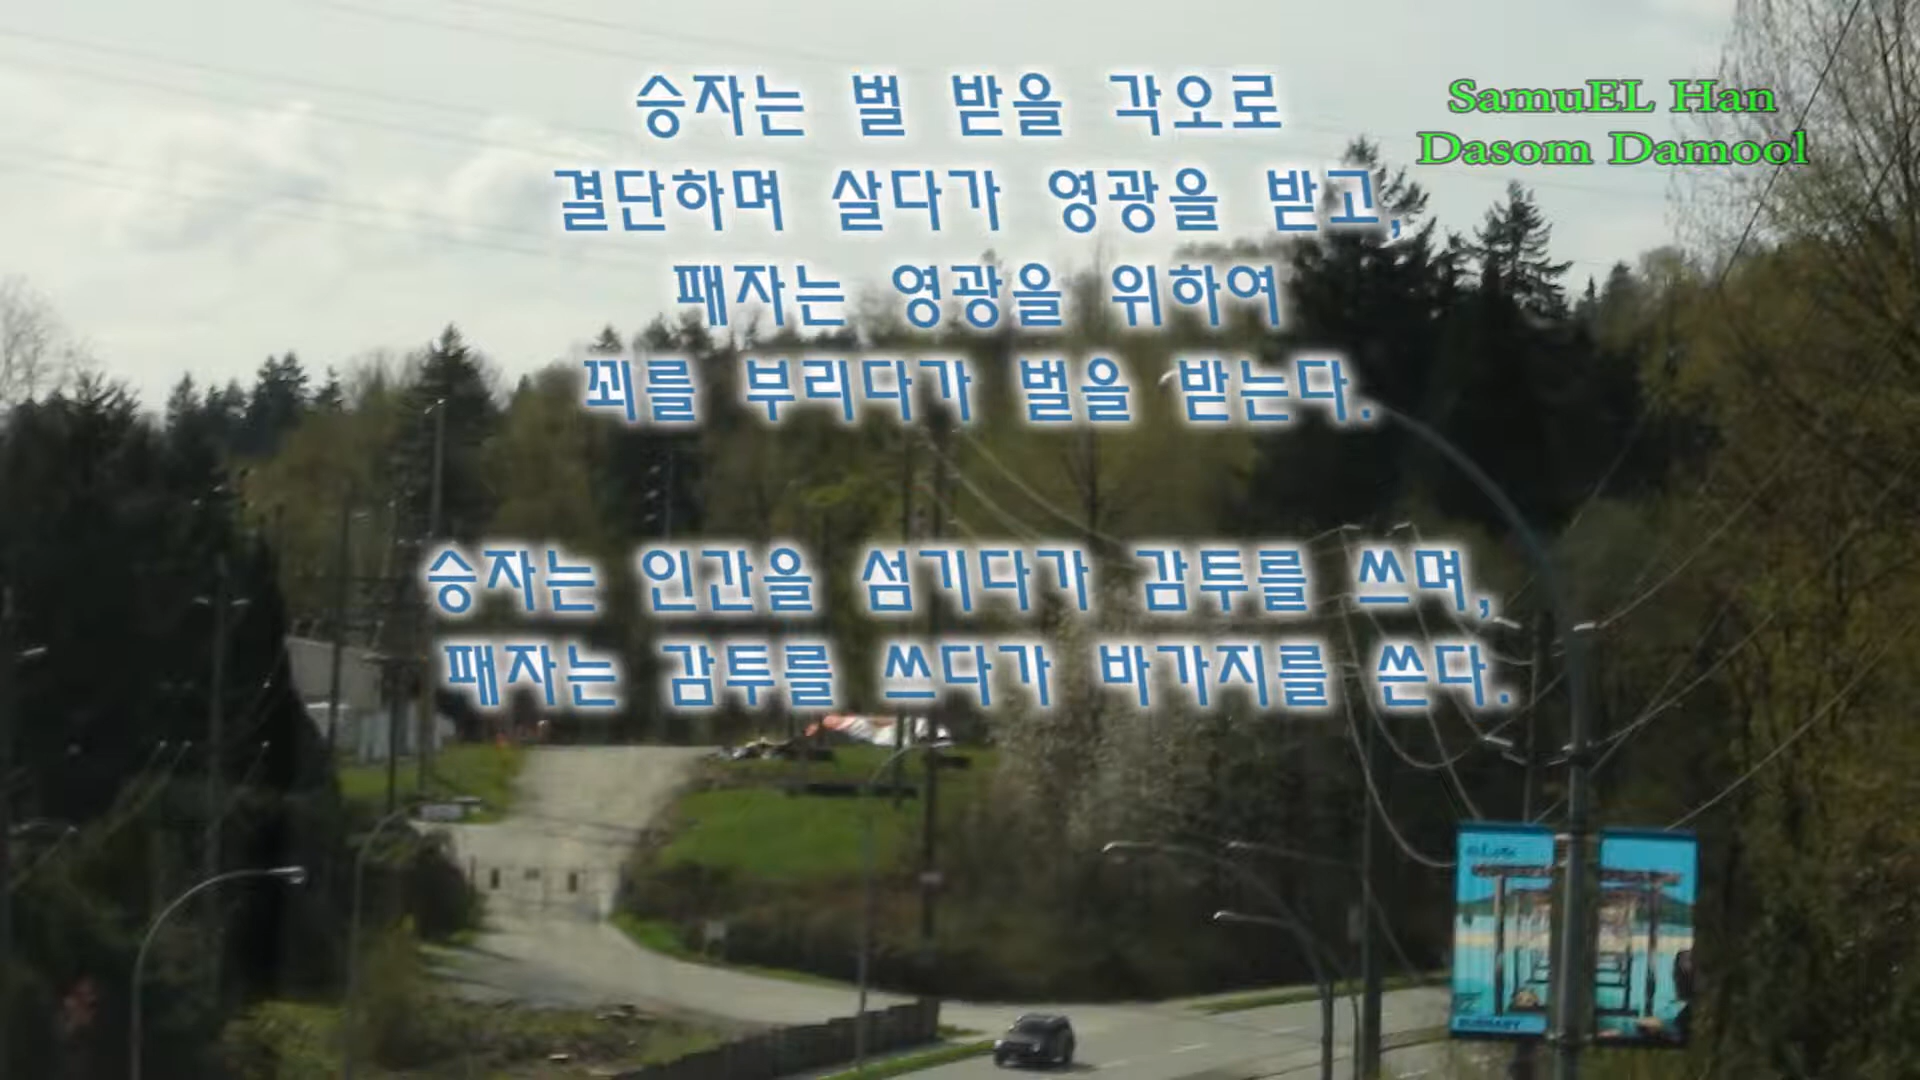 승자는 벌 받을 각오로
결단하며 살다가 영광을 받고,
패자는 영광을 위하여
꾀를 부리다가 벌을 받는다.
승자는 인간을 섬기다가 감투를 쓰며,
패자는 감투를 쓰다가 바가지를 쓴다.
SamuEL Han
Dasom Damool
BURNABY